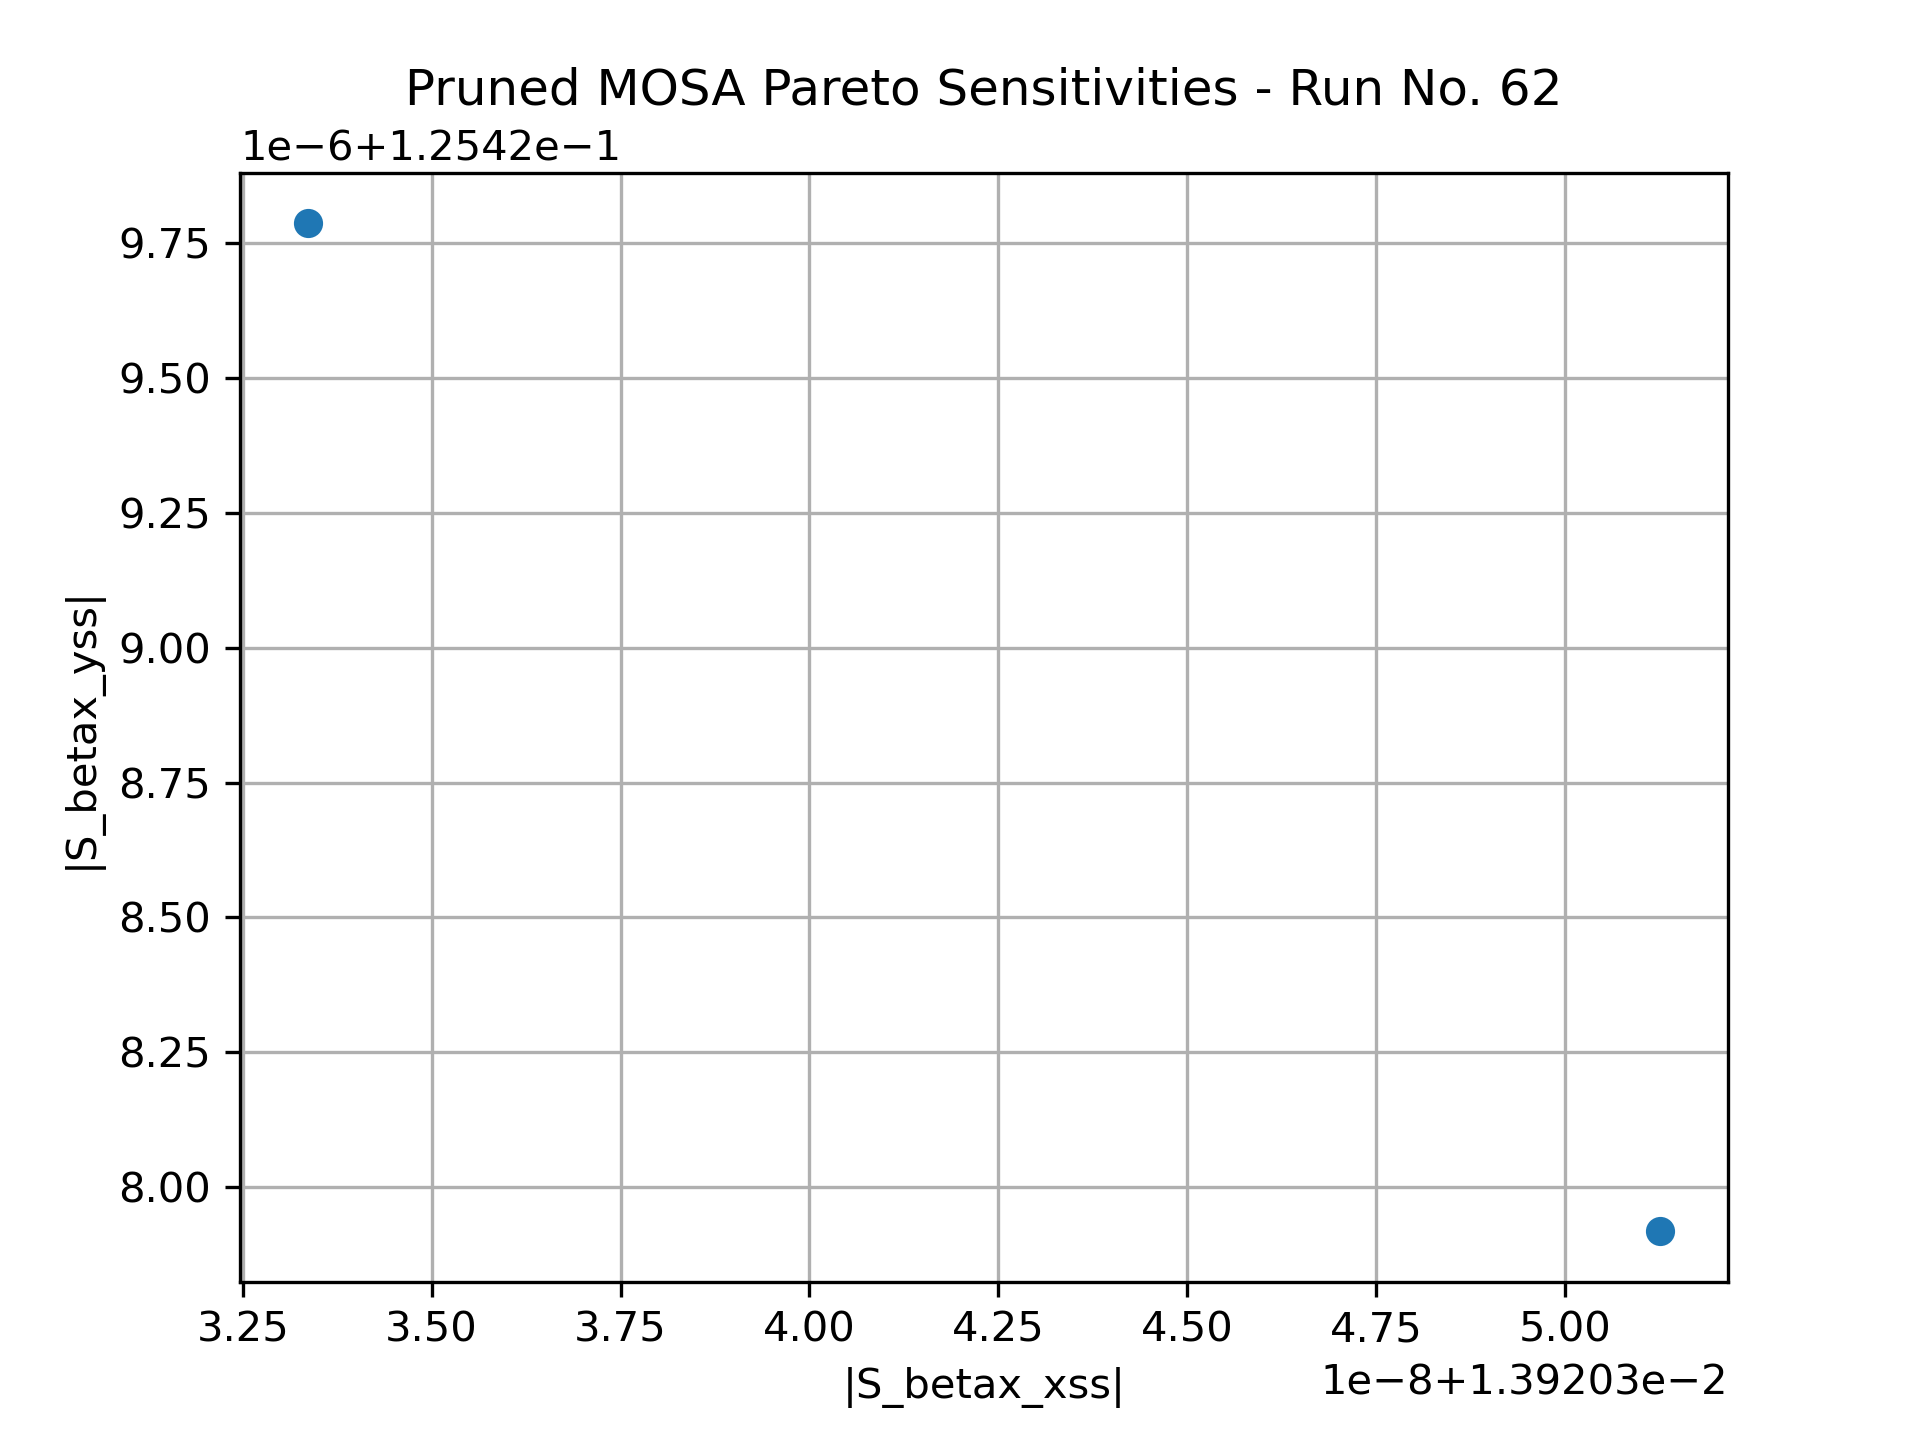 Pruned MOSA Pareto Sensitivities - Run No. 62
1e−6+1.2542e−1
9.75
9.50
9.25
9.00
8.75
8.50
8.25
8.00
|S_betax_yss|
3.25 3.50 3.75 4.00 4.25 4.50 4.75 5.00
|S_betax_xss|
1e−8+1.39203e−2